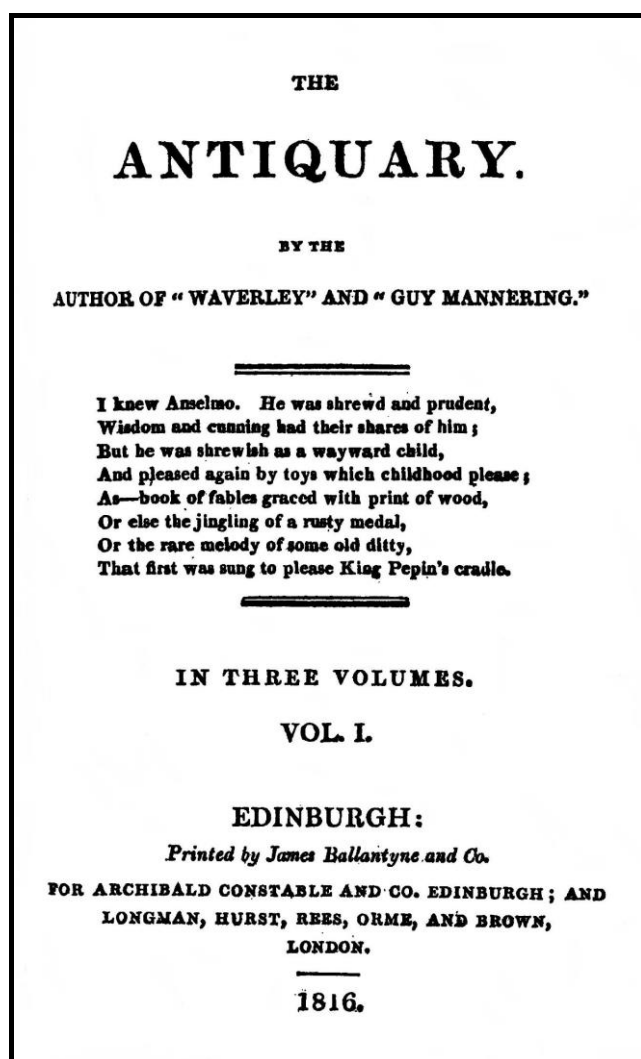 THE
ANTIQUARY.
BY THE
AUTHOR OF “ WAVERLEY” AND “ GUY MANNERING.”
I knew Anselmo. He was shrewd and prudent,
Wisdom and cunning had their shares of him ;
But he was shrewish as a wayward child,
And pleased again by toys which childhood please ;
As—book of fables graced with print of wood,
Or else the jingling of a rusty medal,
Or the rare melody of some old ditty,
That first was sung to please King Pepin's cradle.
IN THREE VOLUMES.
VOL. I.
EDINBURGH:
Printed by James Ballantyne and Co.
FOR ARCHIBALD CONSTABLE AND CO. EDINBURGH ; AND
LONGMAN, HURST, REES, ORME, AND BROWN,
LONDON.
1816.